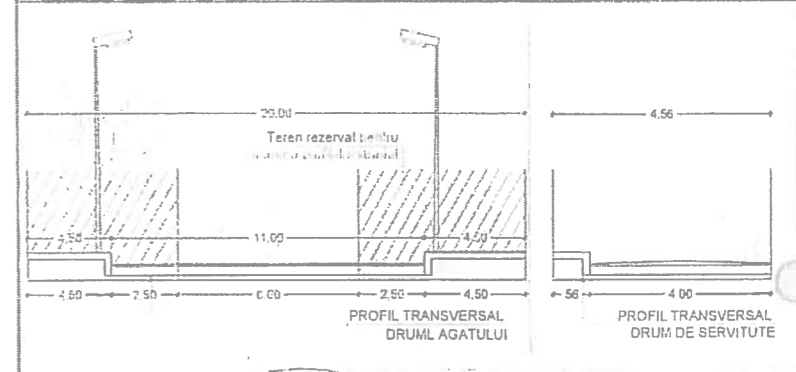 20.00
4.56
Teren rezervat pentru
11.00
4.50
4.50
2.50
6.00
2.50
4.50
56
4.00
PROFIL TRANSVERSAL
DRUML AGATULUI
PROFIL TRANSVERSAL
DRUM DE SERVITUTE